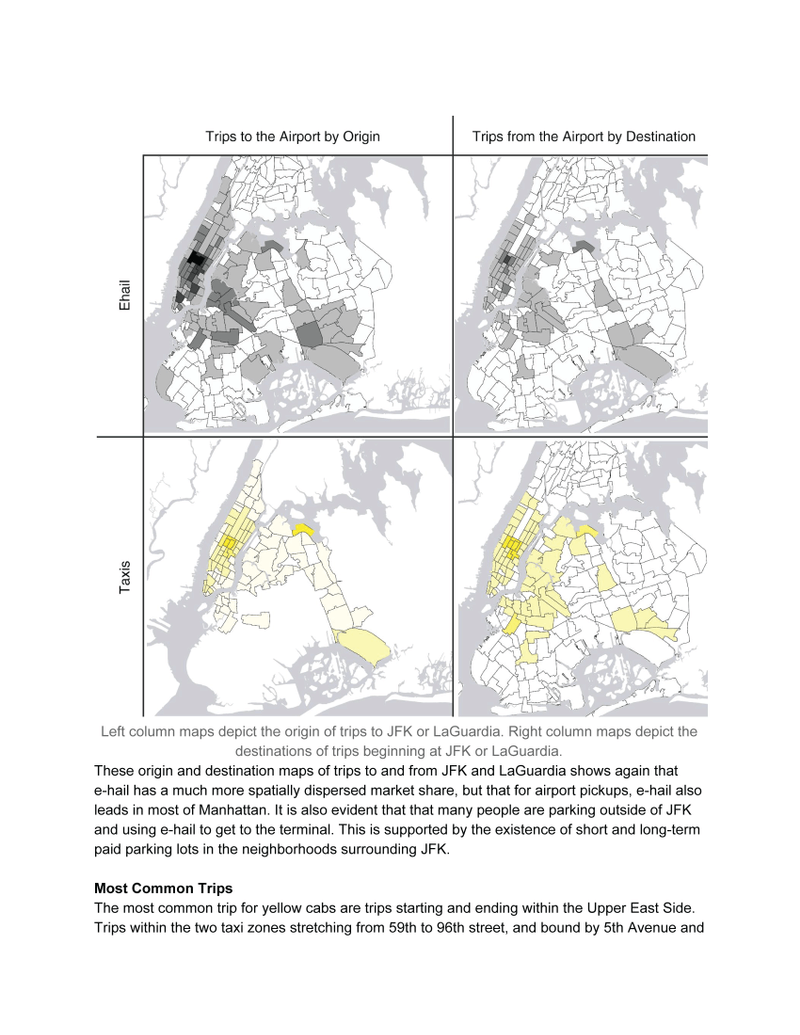 Trips to the Airport by Origin
Trips from the Airport by Destination
Ehail
Taxis
Left column maps depict the origin of trips to JFK or LaGuardia. Right column maps depict the
destinations of trips beginning at JFK or LaGuardia.
These origin and destination maps of trips to and from JFK and LaGuardia shows again that
e-hail has a much more spatially dispersed market share, but that for airport pickups, e-hail also
leads in most of Manhattan. It is also evident that that many people are parking outside of JFK
and using e-hail to get to the terminal. This is supported by the existence of short and long-term
paid parking lots in the neighborhoods surrounding JFK.
Most Common Trips
The most common trip for yellow cabs are trips starting and ending within the Upper East Side.
Trips within the two taxi zones stretching from 59th to 96th street, and bound by 5th Avenue and